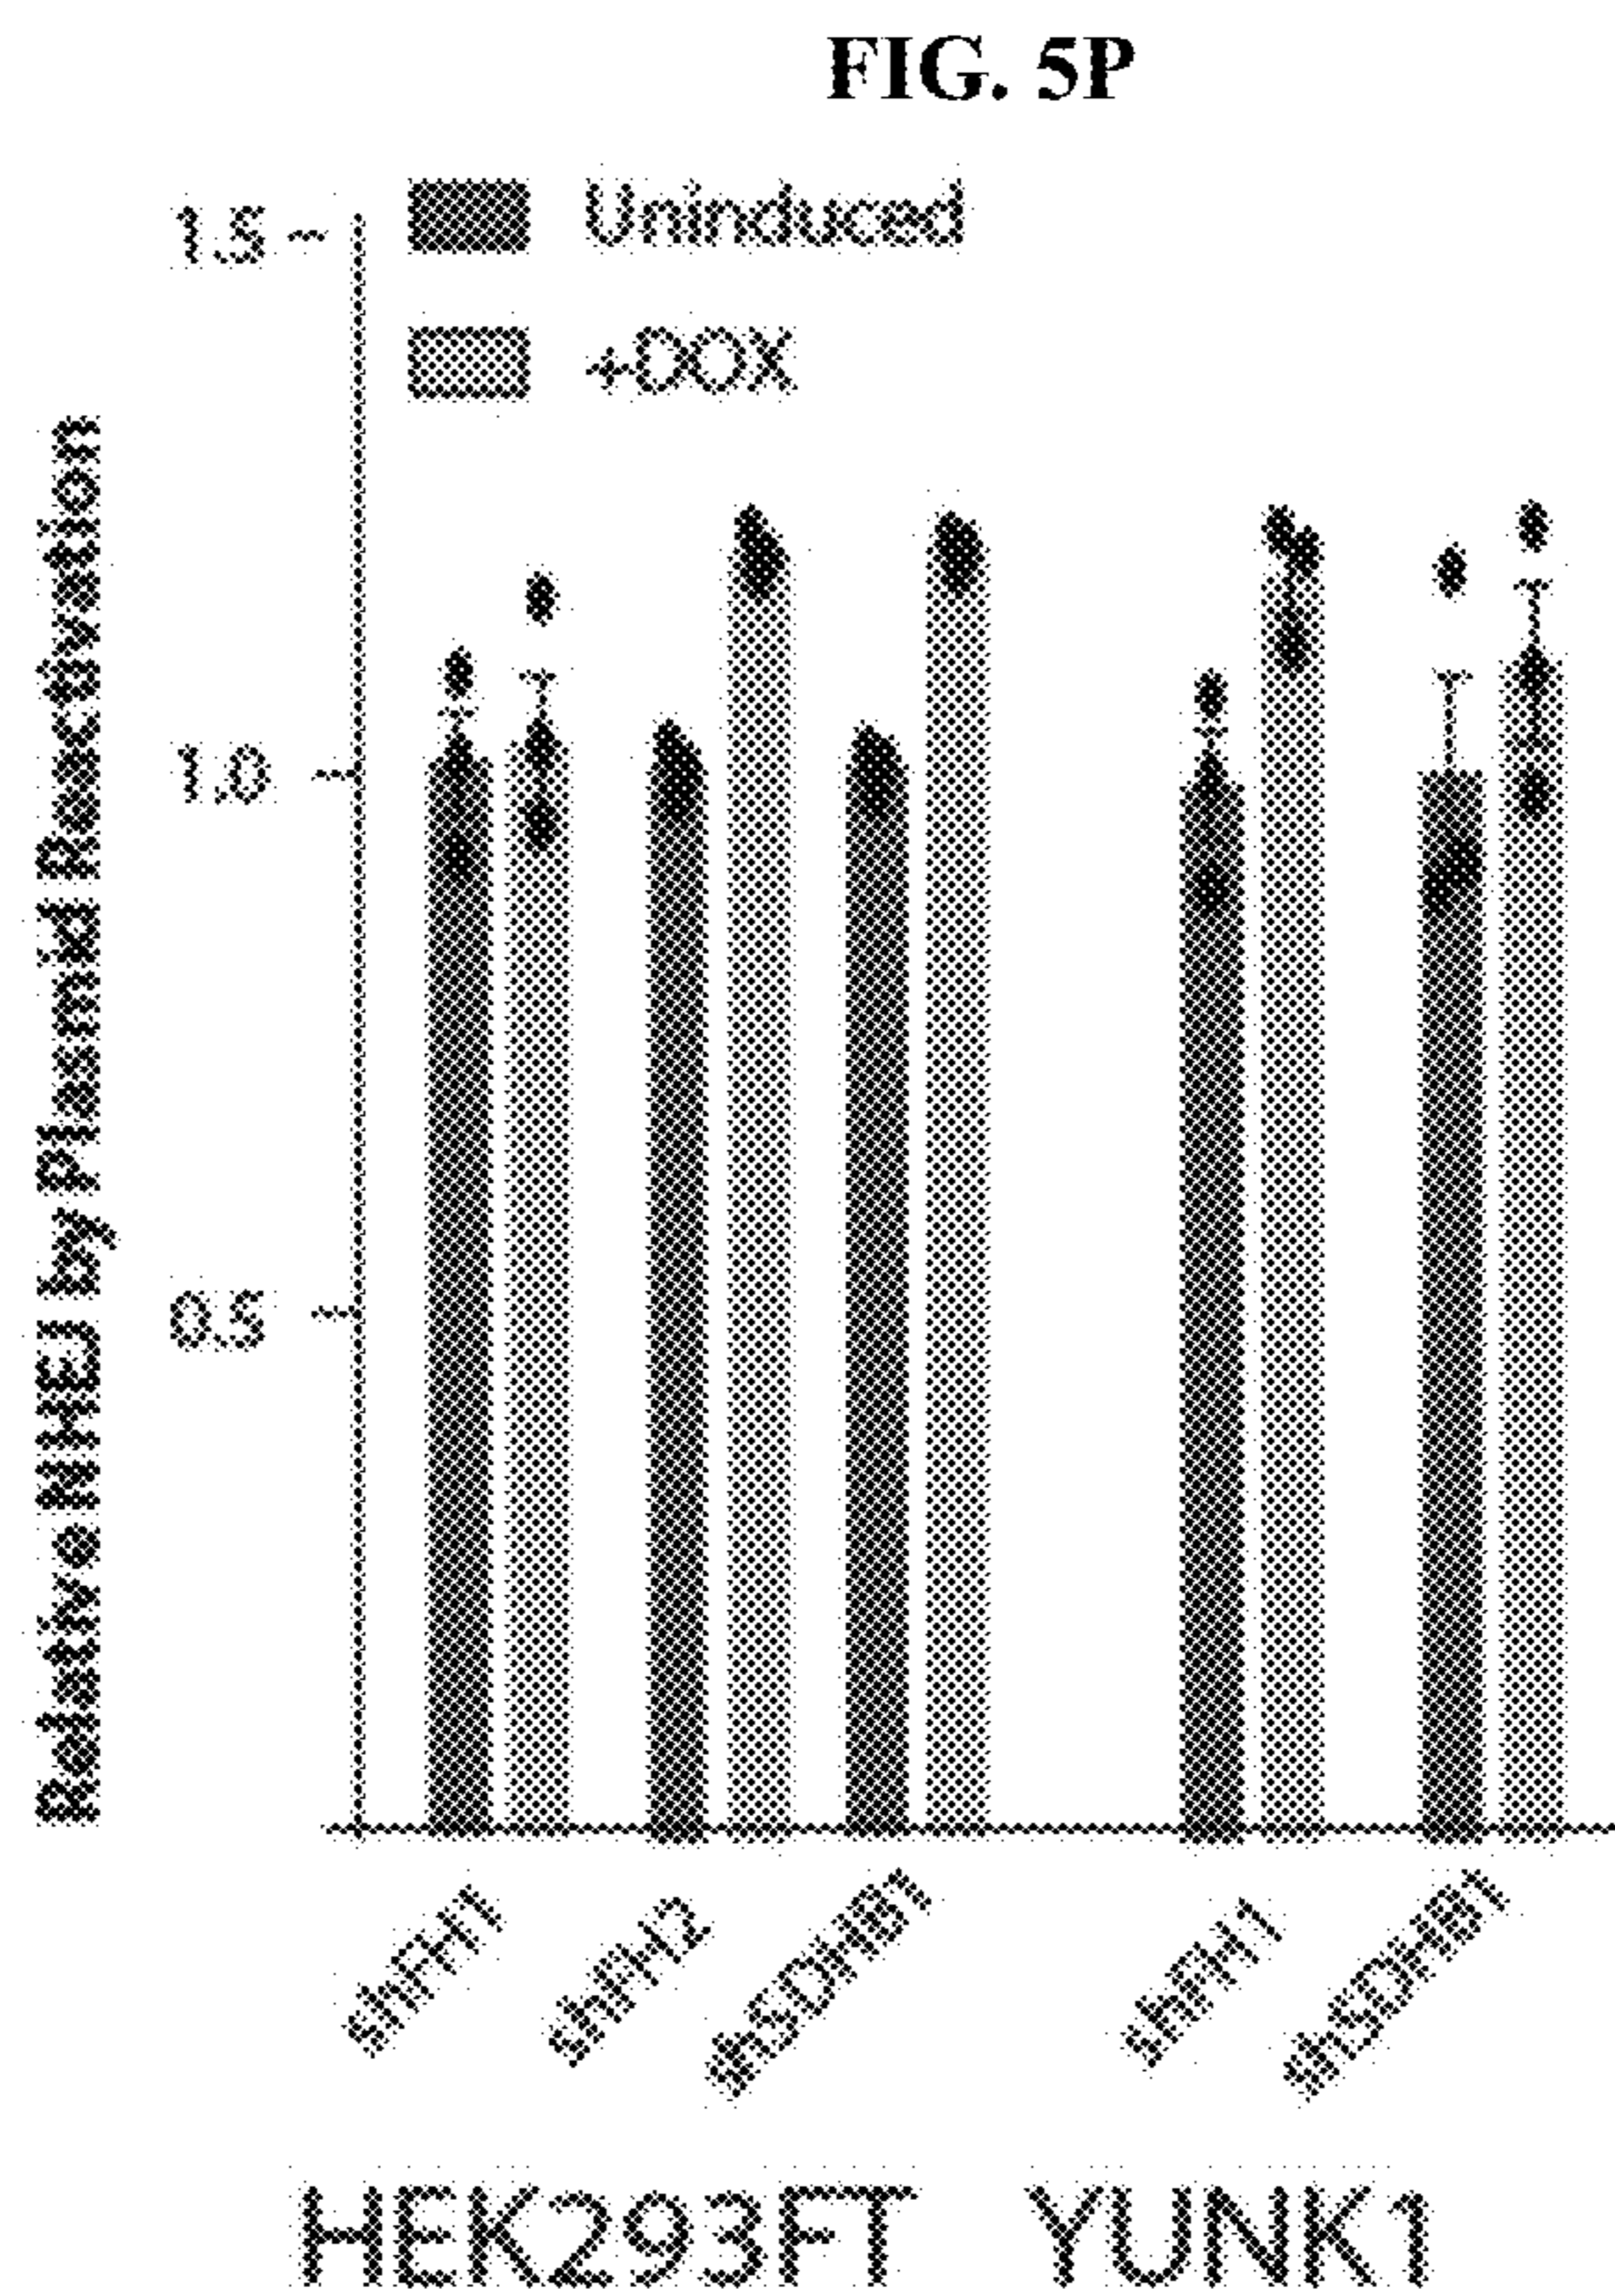 FIG. 5P
Uninduced
+DOX
Relative NHEJ by Plasmid Reactivation
1.5
1.0
0.5
shFH1
shFH2
shSDHB1
shFH1
shSDHB1
HEK293FT
YUNK1